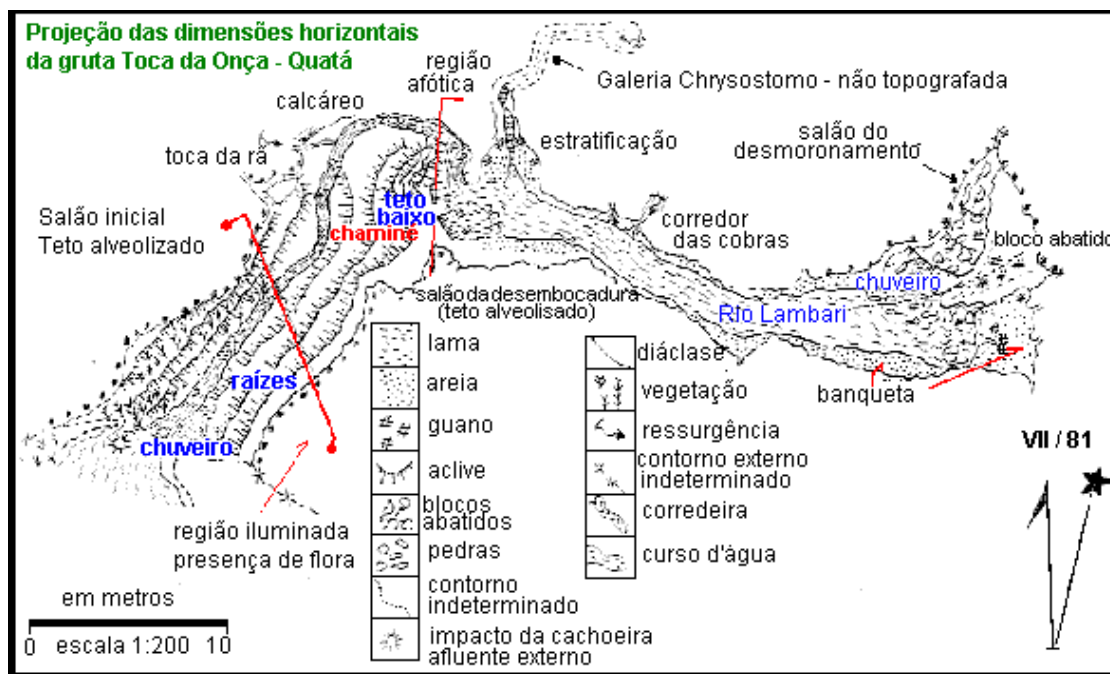 Projeção das dimensões horizontais
da gruta Toca da Onça - Quatá
região
afótica
Galeria Chrysostomo - não topografada
calcáreo
estratificação
salão do
desmoronamento
toca da rã
teto
baixo
chaminé
Salão inicial
Teto alveolizado
corredor
das cobras
bloco abatido
chuveiro
salão da desembocadura
(teto alveolisado)
Rio Lambari
raízes
chuveiro
banqueta
região iluminada
presença de flora
lama
areia
guano
aclive
blocos
abatidos
pedras
contorno
indeterminado
impacto da cachoeira
afluente externo
diáclase
vegetação
ressurgência
contorno externo
indeterminado
corredeira
curso d'água
VII / 81
em metros
0 escala 1:200 10